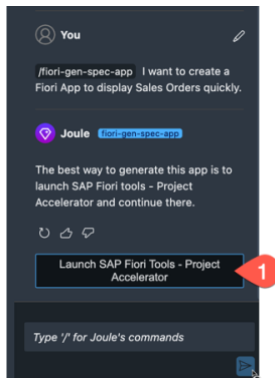 You
/fiori-gen-spec-app I want to create a
Fiori App to display Sales Orders quickly.
Joule fiori-gen-spec-app
The best way to generate this app is to
launch SAP Fiori tools - Project
Accelerator and continue there.
Launch SAP Fiori Tools - Project
Accelerator
1
Type '/' for Joule's commands